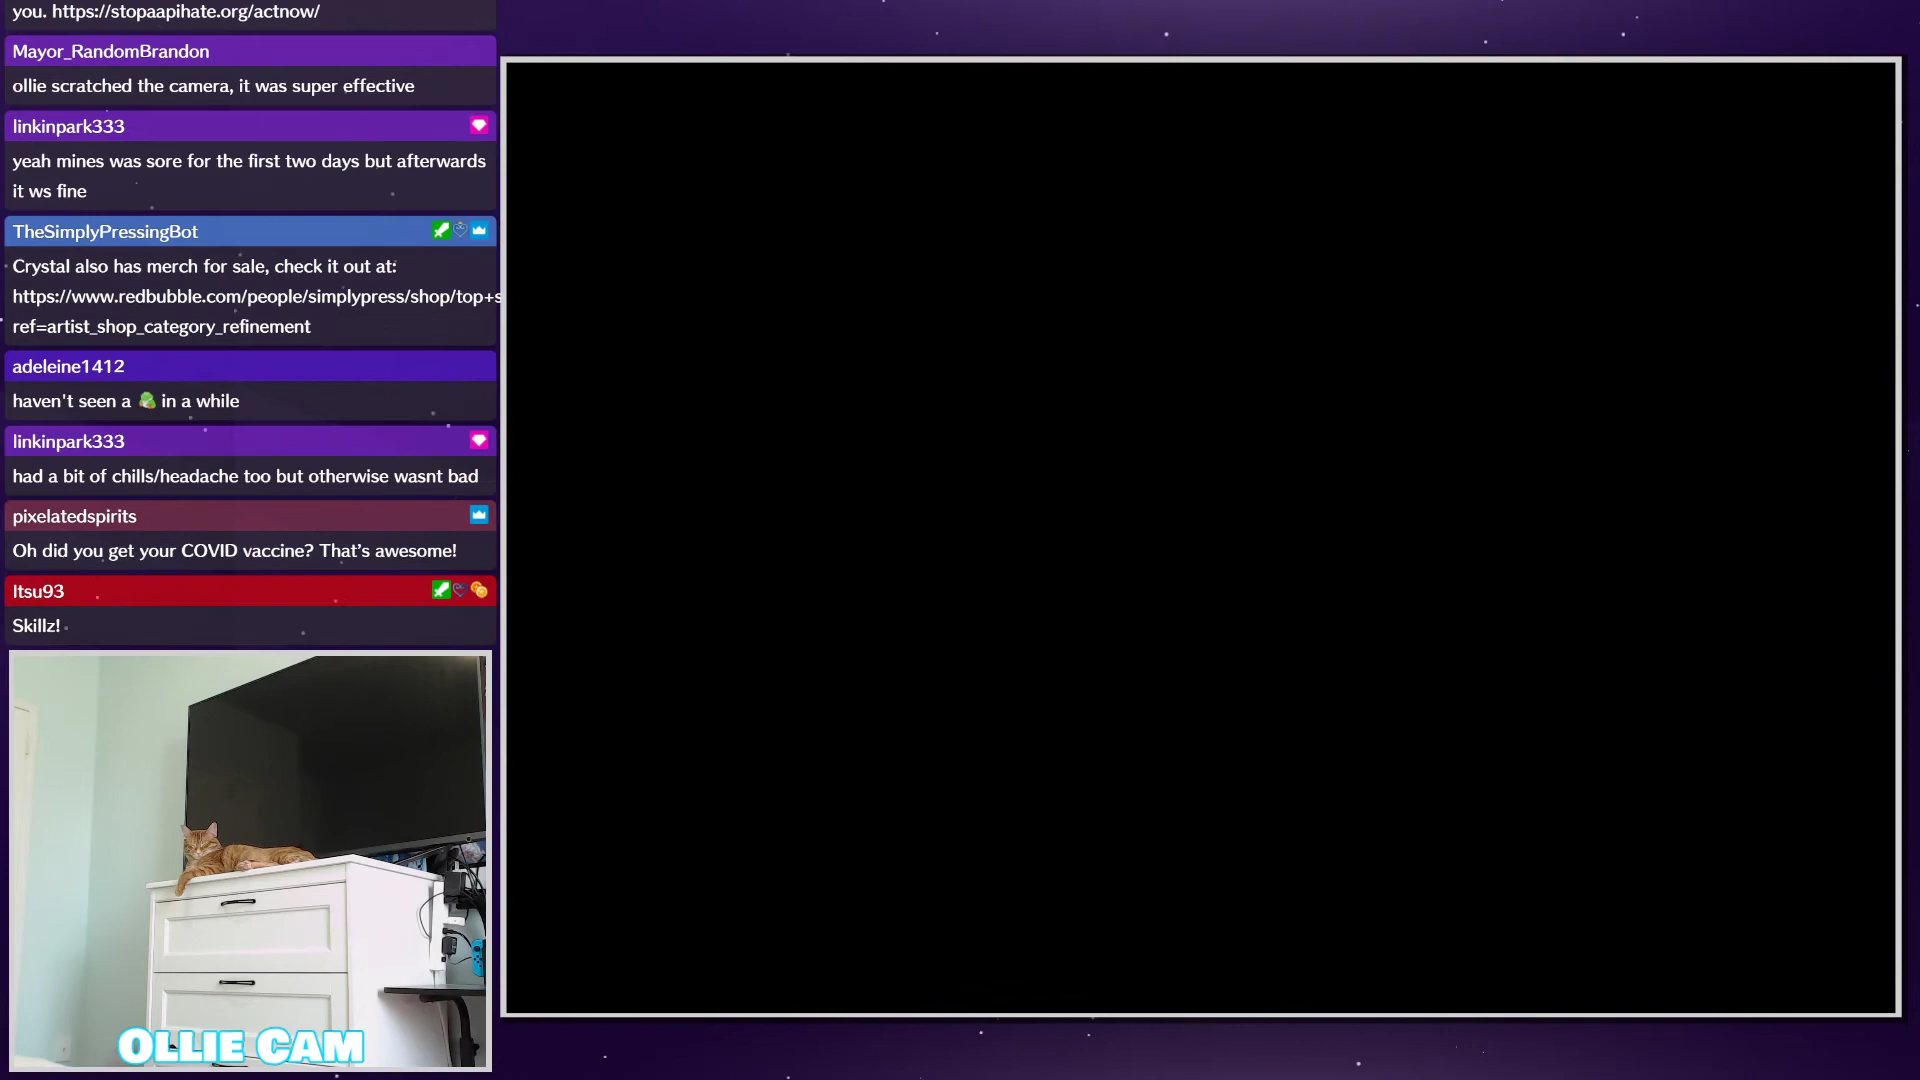 you. https://stopaapihate.org/actnow/
Mayor_RandomBrandon
ollie scratched the camera, it was super effective
linkinpark333
yeah mines was sore for the first two days but afterwards
it ws fine
TheSimplyPressingBot
Crystal also has merch for sale, check it out at:
https://www.redbubble.com/people/simplypress/shop/top+s
ref=artist_shop_category_refinement
adeleine1412
haven't seen a in a while
linkinpark333
had a bit of chills/headache too but otherwise wasnt bad
pixelatedspirits
Oh did you get your COVID vaccine? That's awesome!
Itsu93
Skillz!
OLLIE CAM